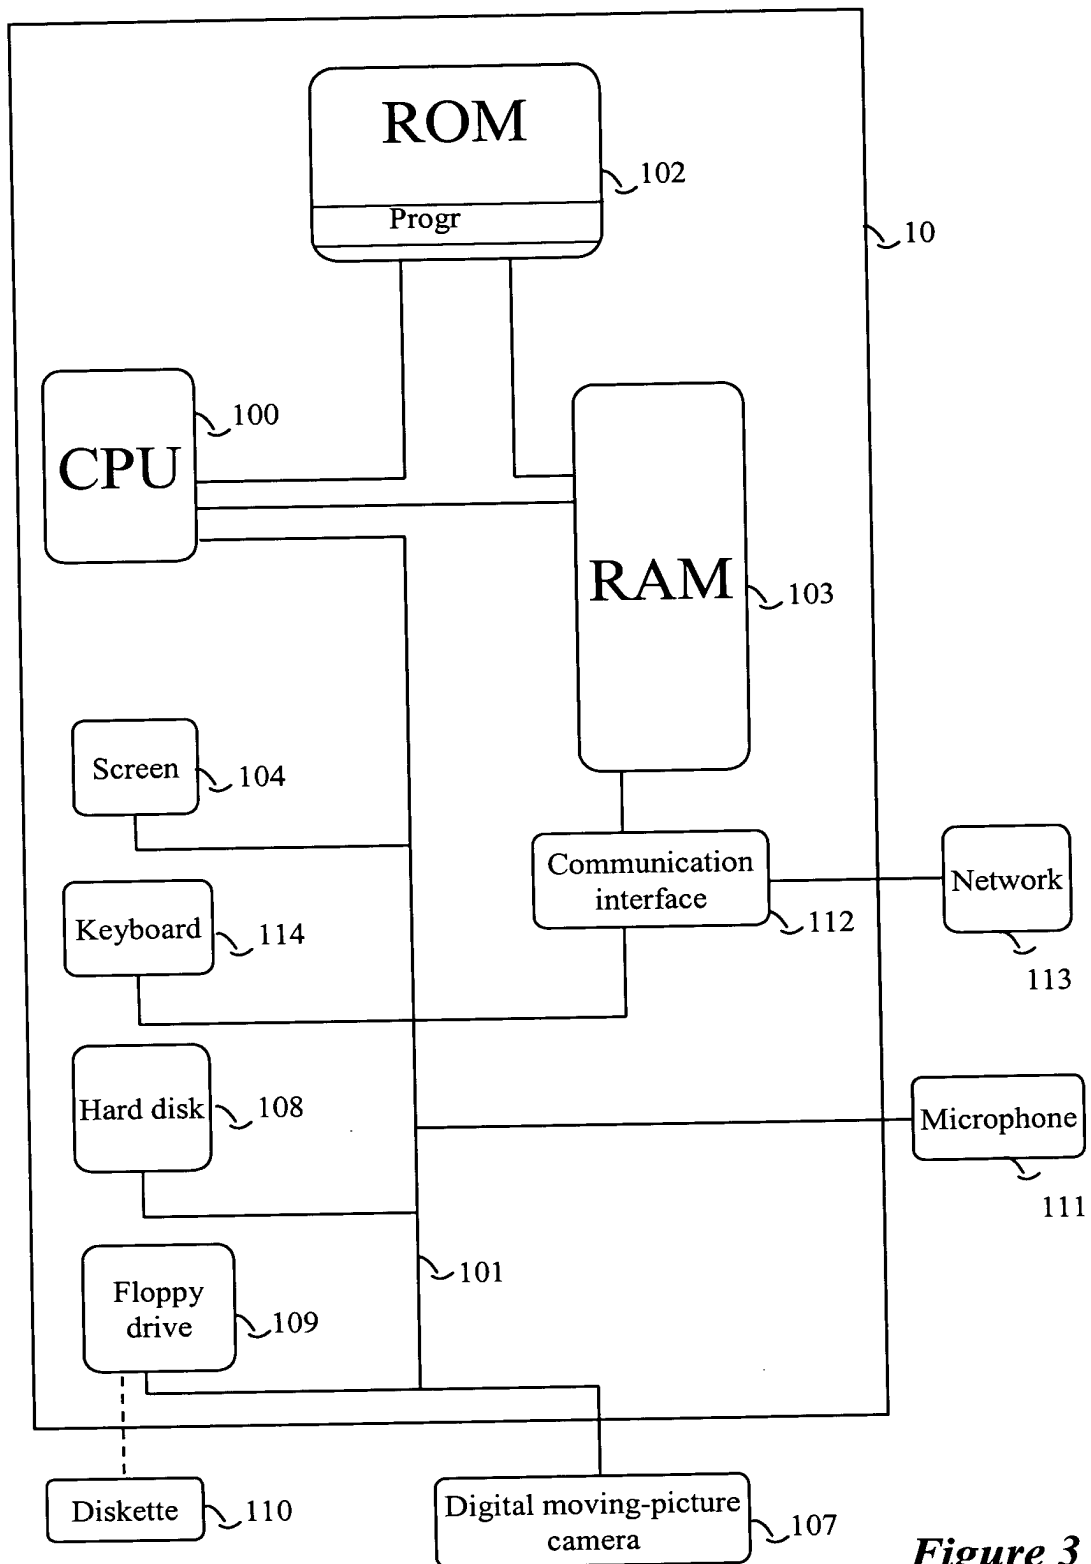 ROM
102
Progr
10
100
CPU
RAM
103
Screen
104
Communication
interface
112
Network
113
Keyboard
114
Hard disk
108
Microphone
111
101
Floppy
drive
109
Diskette
110
Digital moving-picture
camera
107
Figure 3